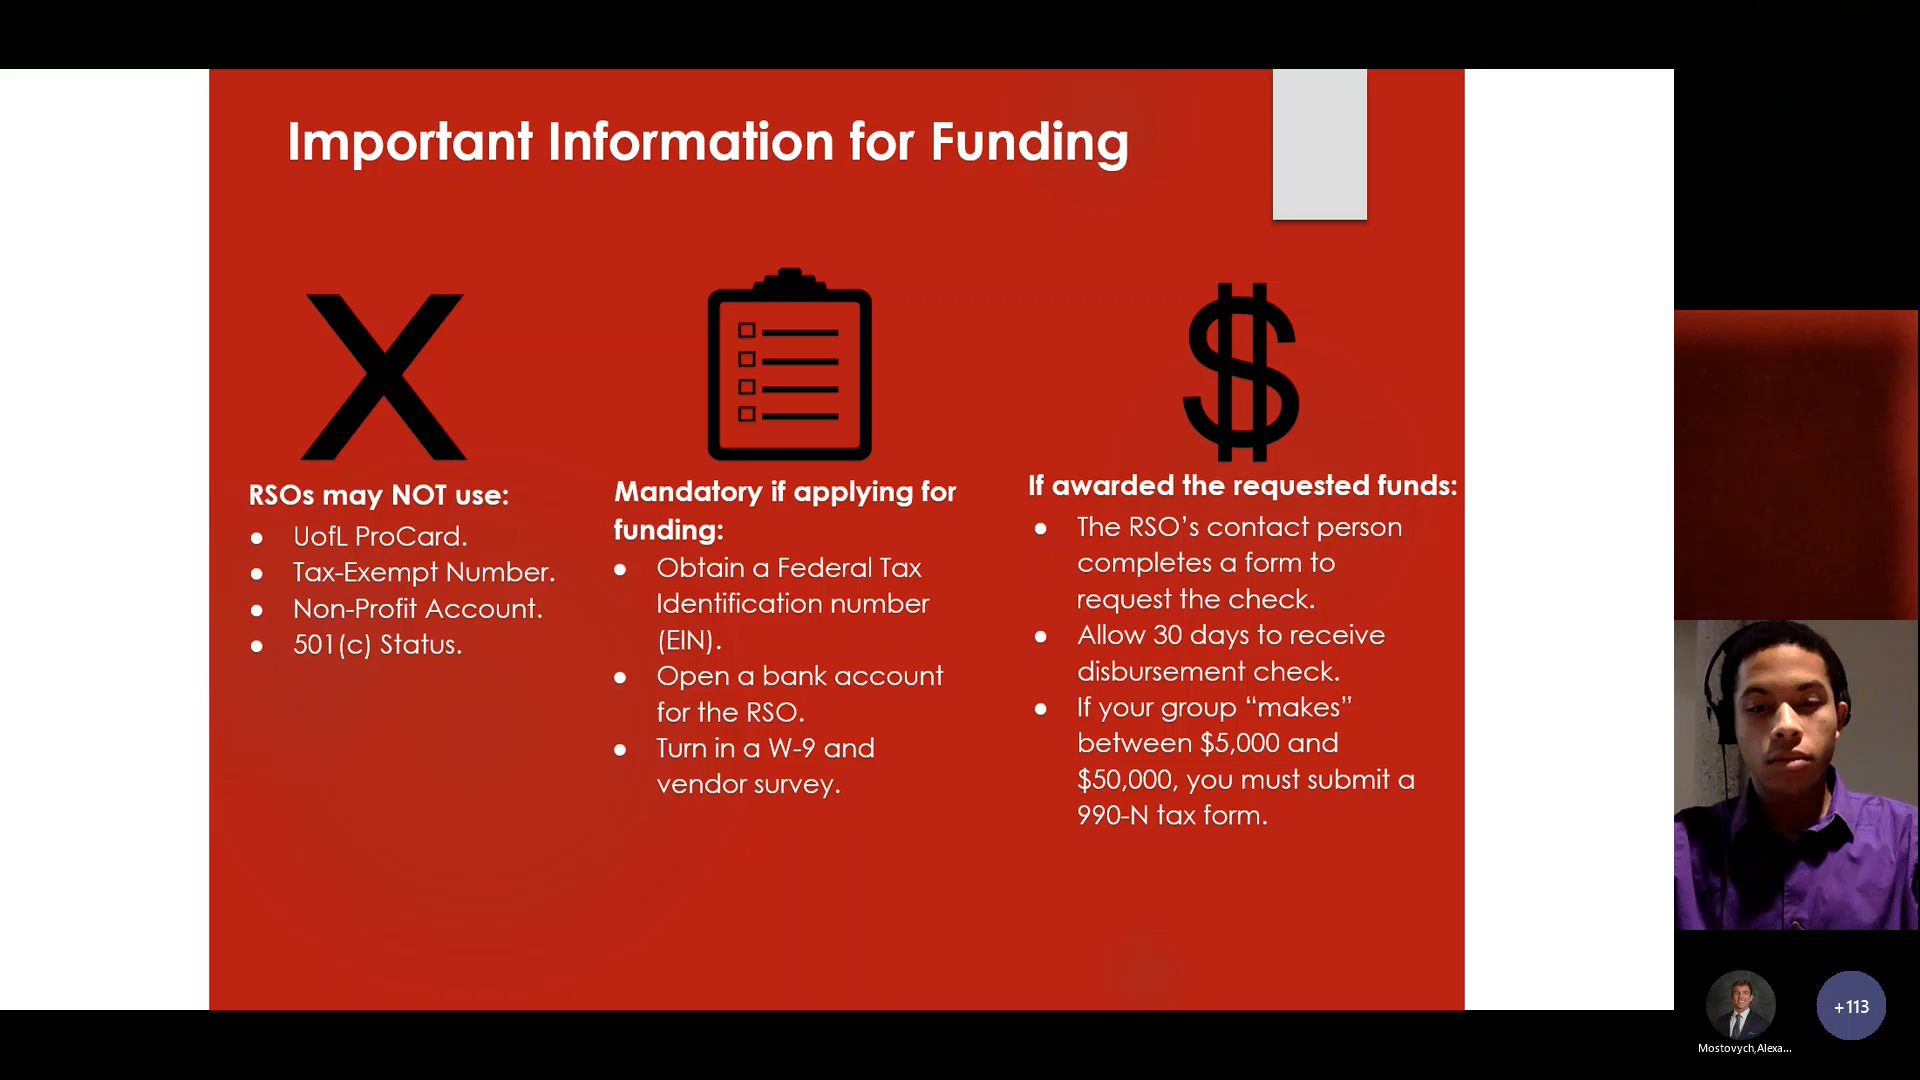 Important Information for Funding
X
$
RSOs may NOT use:
● UofL ProCard.
● Tax-Exempt Number.
● Non-Profit Account.
● 501(c) Status.
Mandatory if applying for
funding:
● Obtain a Federal Tax
Identification number
(EIN).
● Open a bank account
for the RSO.
● Turn in a W-9 and
vendor survey.
If awarded the requested funds:
● The RSO’s contact person
completes a form to
request the check.
● Allow 30 days to receive
disbursement check.
● If your group “makes”
between $5,000 and
$50,000, you must submit a
990-N tax form.
+113
Mostovych,Alexa...